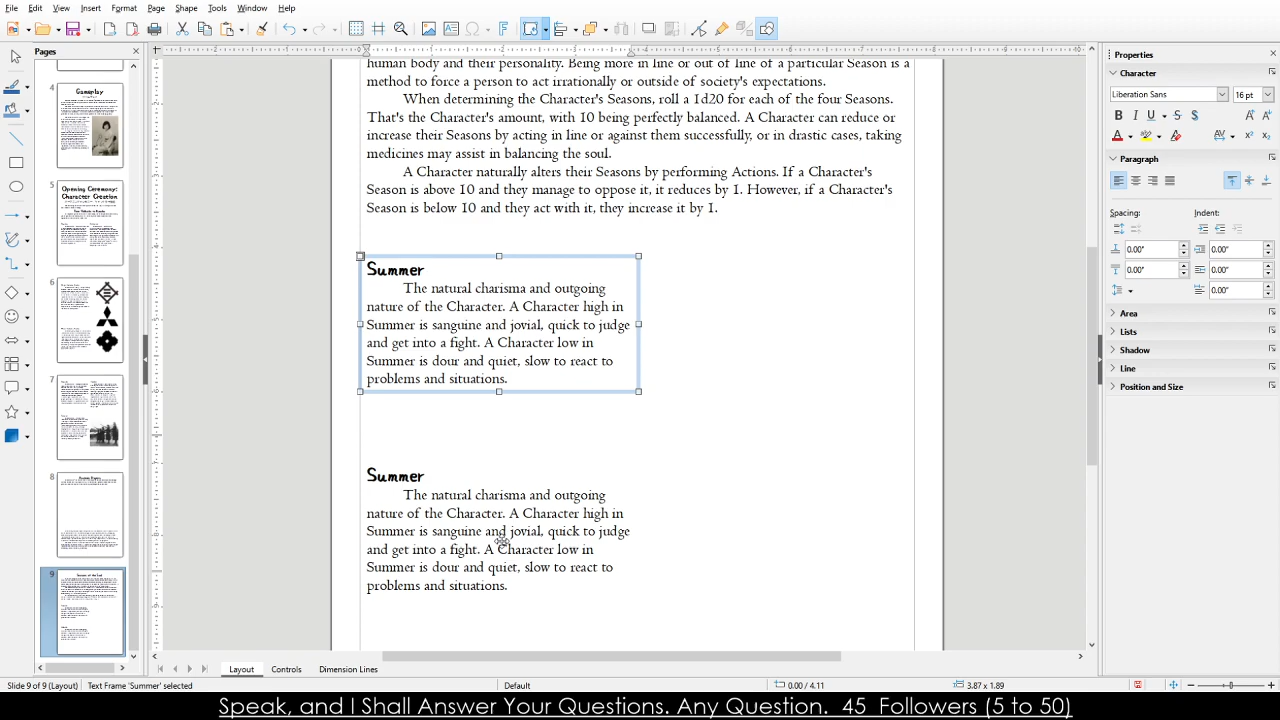 File Edit View Insert Format Page Shape Tools Window Help
Pages
4
Gameplay
5
Opening Ceremony:
Character Creation
6
7
8
9
human body and their personality. Being more in line or out of line of a particular Season is a
method to force a person to act irrationally or outside of society's expectations.
When determining the Character's Seasons, roll a 1d20 for each of the four Seasons.
That's the Character's amount, with 10 being perfectly balanced. A Character can reduce or
increase their Seasons by acting in line or against them successfully, or in drastic cases, taking
medicines may assist in balancing the soul.
A Character naturally alters their Seasons by performing Actions. If a Character's
Season is above 10 and they manage to oppose it, it reduces by 1. However, if a Character's
Season is below 10 and they act with it, they increase it by 1.
Summer
The natural charisma and outgoing
nature of the Character. A Character high in
Summer is sanguine and jovial, quick to judge
and get into a fight. A Character low in
Summer is dour and quiet, slow to react to
problems and situations.
Summer
The natural charisma and outgoing
nature of the Character. A Character high in
Summer is sanguine and jovial, quick to judge
and get into a fight. A Character low in
Summer is dour and quiet, slow to react to
problems and situations.
Properties
Character
Liberation Sans 16 pt
Paragraph
Spacing: Indent:
0.00" 0.00"
0.00" 0.00"
0.00"
Area
Lists
Shadow
Line
Position and Size
Layout Controls Dimension Lines
Slide 9 of 9 (Layout) Text Frame 'Summer' selected Default 0.00 / 4.11 3.87 x 1.89
Speak, and I Shall Answer Your Questions. Any Question. 45 Followers (5 to 50)